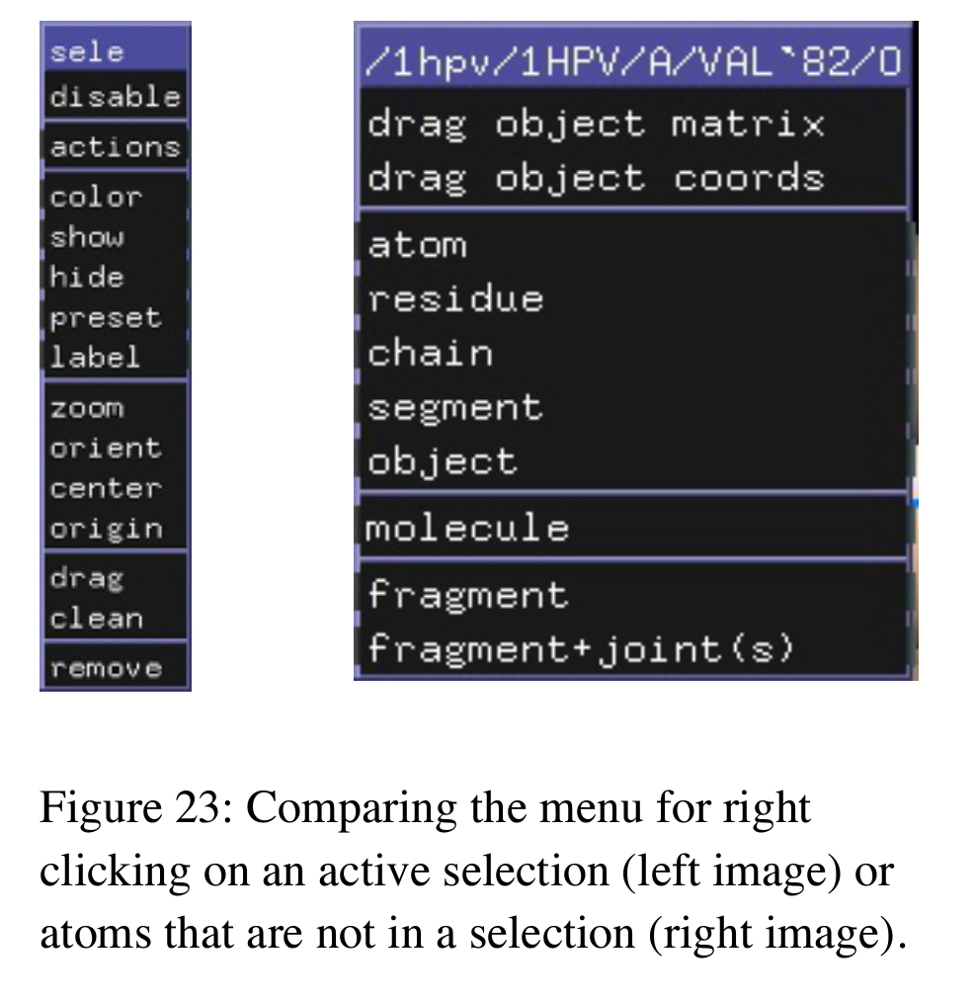 sele
disable
actions
color
show
hide
preset
label
zoom
orient
center
origin
drag
clean
remove
/1hpv/1HPV/A/VAL`82/O
drag object matrix
drag object coords
atom
residue
chain
segment
object
molecule
fragment
fragment+joint(s)
Figure 23: Comparing the menu for right
clicking on an active selection (left image) or
atoms that are not in a selection (right image).